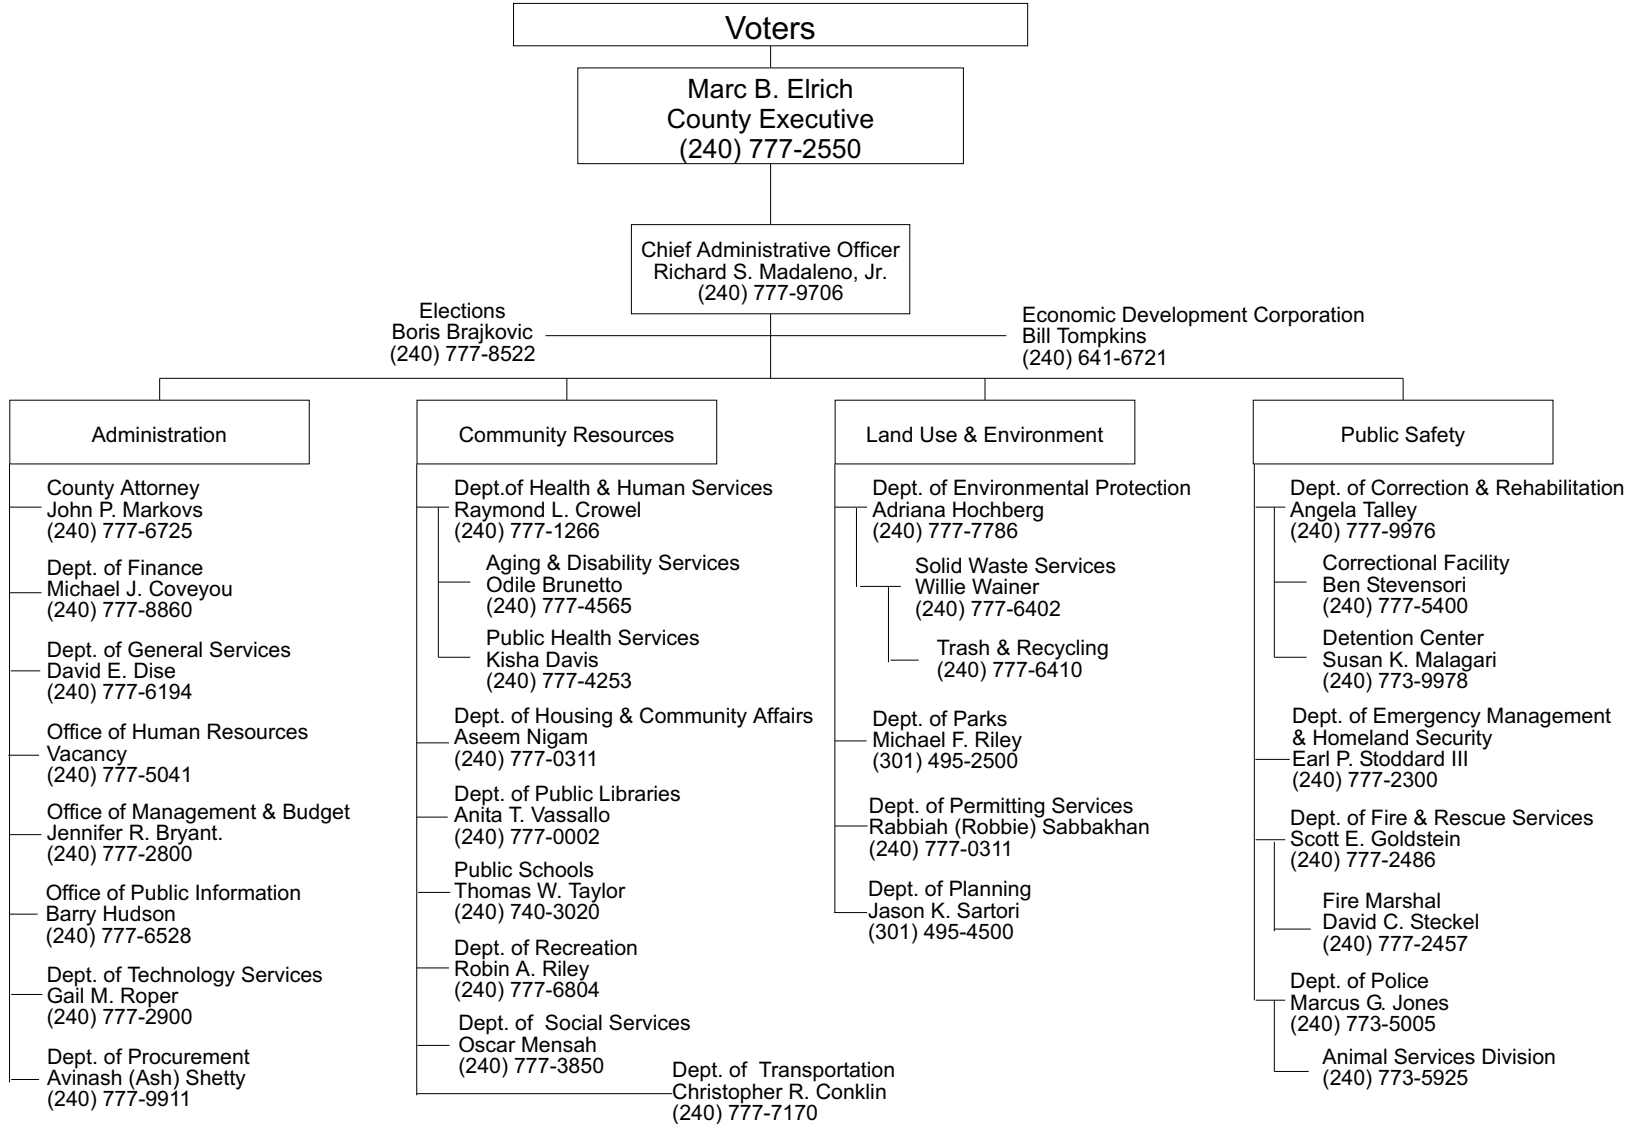 Voters
Marc B. Elrich
County Executive
(240) 777-2550
Chief Administrative Officer
Richard S. Madaleno, Jr.
(240) 777-9706
Elections
Boris Brajkovic
(240) 777-8522
Economic Development Corporation
Bill Tompkins
(240) 641-6721
Administration
County Attorney
John P. Markovs
(240) 777-6725
Dept. of Finance
Michael J. Coveyou
(240) 777-8860
Dept. of General Services
David E. Dise
(240) 777-6194
Office of Human Resources
Vacancy
(240) 777-5041
Office of Management & Budget
Jennifer R. Bryant.
(240) 777-2800
Office of Public Information
Barry Hudson
(240) 777-6528
Dept. of Technology Services
Gail M. Roper
(240) 777-2900
Dept. of Procurement
Avinash (Ash) Shetty
(240) 777-9911
Community Resources
Dept.of Health & Human Services
Raymond L. Crowel
(240) 777-1266
Aging & Disability Services
Odile Brunetto
(240) 777-4565
Public Health Services
Kisha Davis
(240) 777-4253
Dept. of Housing & Community Affairs
Aseem Nigam
(240) 777-0311
Dept. of Public Libraries
Anita T. Vassallo
(240) 777-0002
Public Schools
Thomas W. Taylor
(240) 740-3020
Dept. of Recreation
Robin A. Riley
(240) 777-6804
Dept. of  Social Services
Oscar Mensah
(240) 777-3850
Dept. of  Transportation
Christopher R. Conklin
(240) 777-7170
Land Use & Environment
Dept. of Environmental Protection
Adriana Hochberg
(240) 777-7786
Solid Waste Services
Willie Wainer
(240) 777-6402
Trash & Recycling
(240) 777-6410
Dept. of Parks
Michael F. Riley
(301) 495-2500
Dept. of Permitting Services
Rabbiah (Robbie) Sabbakhan
(240) 777-0311
Dept. of Planning
Jason K. Sartori
(301) 495-4500
Public Safety
Dept. of Correction & Rehabilitation
Angela Talley
(240) 777-9976
Correctional Facility
Ben Stevensori
(240) 777-5400
Detention Center
Susan K. Malagari
(240) 773-9978
Dept. of Emergency Management
& Homeland Security
Earl P. Stoddard III
(240) 777-2300
Dept. of Fire & Rescue Services
Scott E. Goldstein
(240) 777-2486
Fire Marshal
David C. Steckel
(240) 777-2457
Dept. of Police
Marcus G. Jones
(240) 773-5005
Animal Services Division
(240) 773-5925